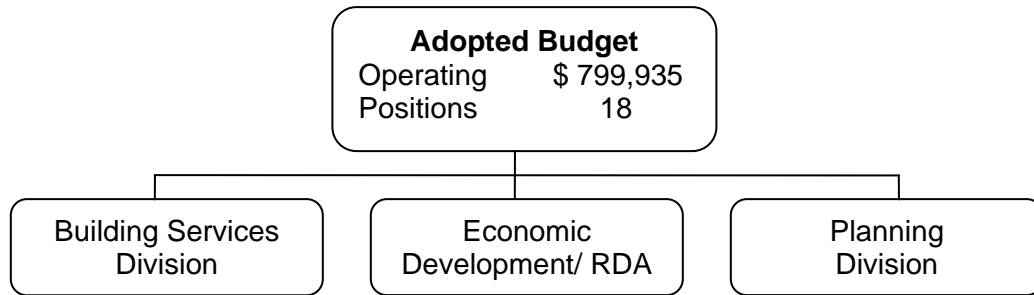 Adopted Budget
Operating $ 799,935
Positions 18
Building Services
Division
Economic
Development/ RDA
Planning
Division